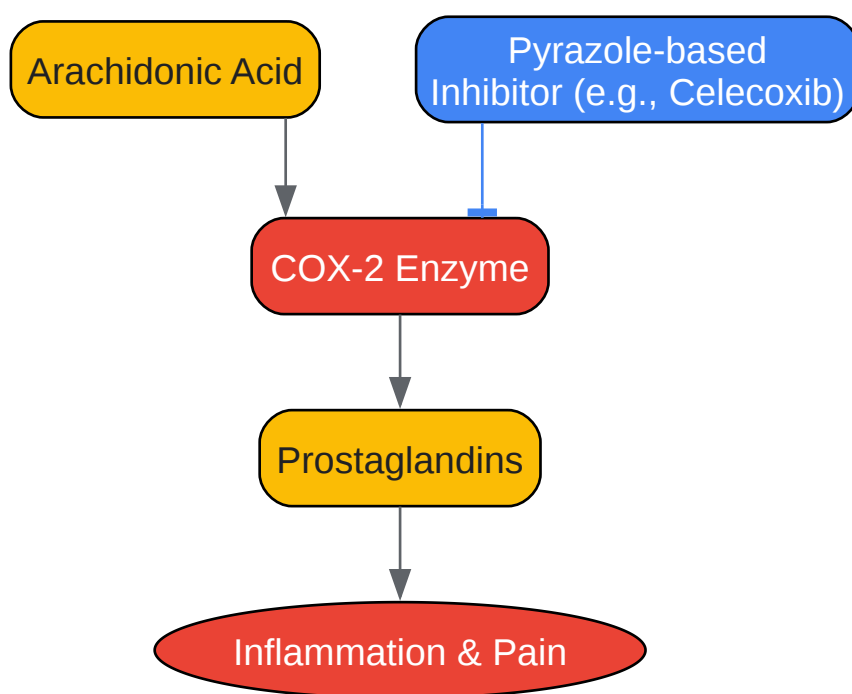 Arachidonic Acid
Pyrazole-based
Inhibitor (e.g., Celecoxib)
COX-2 Enzyme
Prostaglandins
Inflammation & Pain